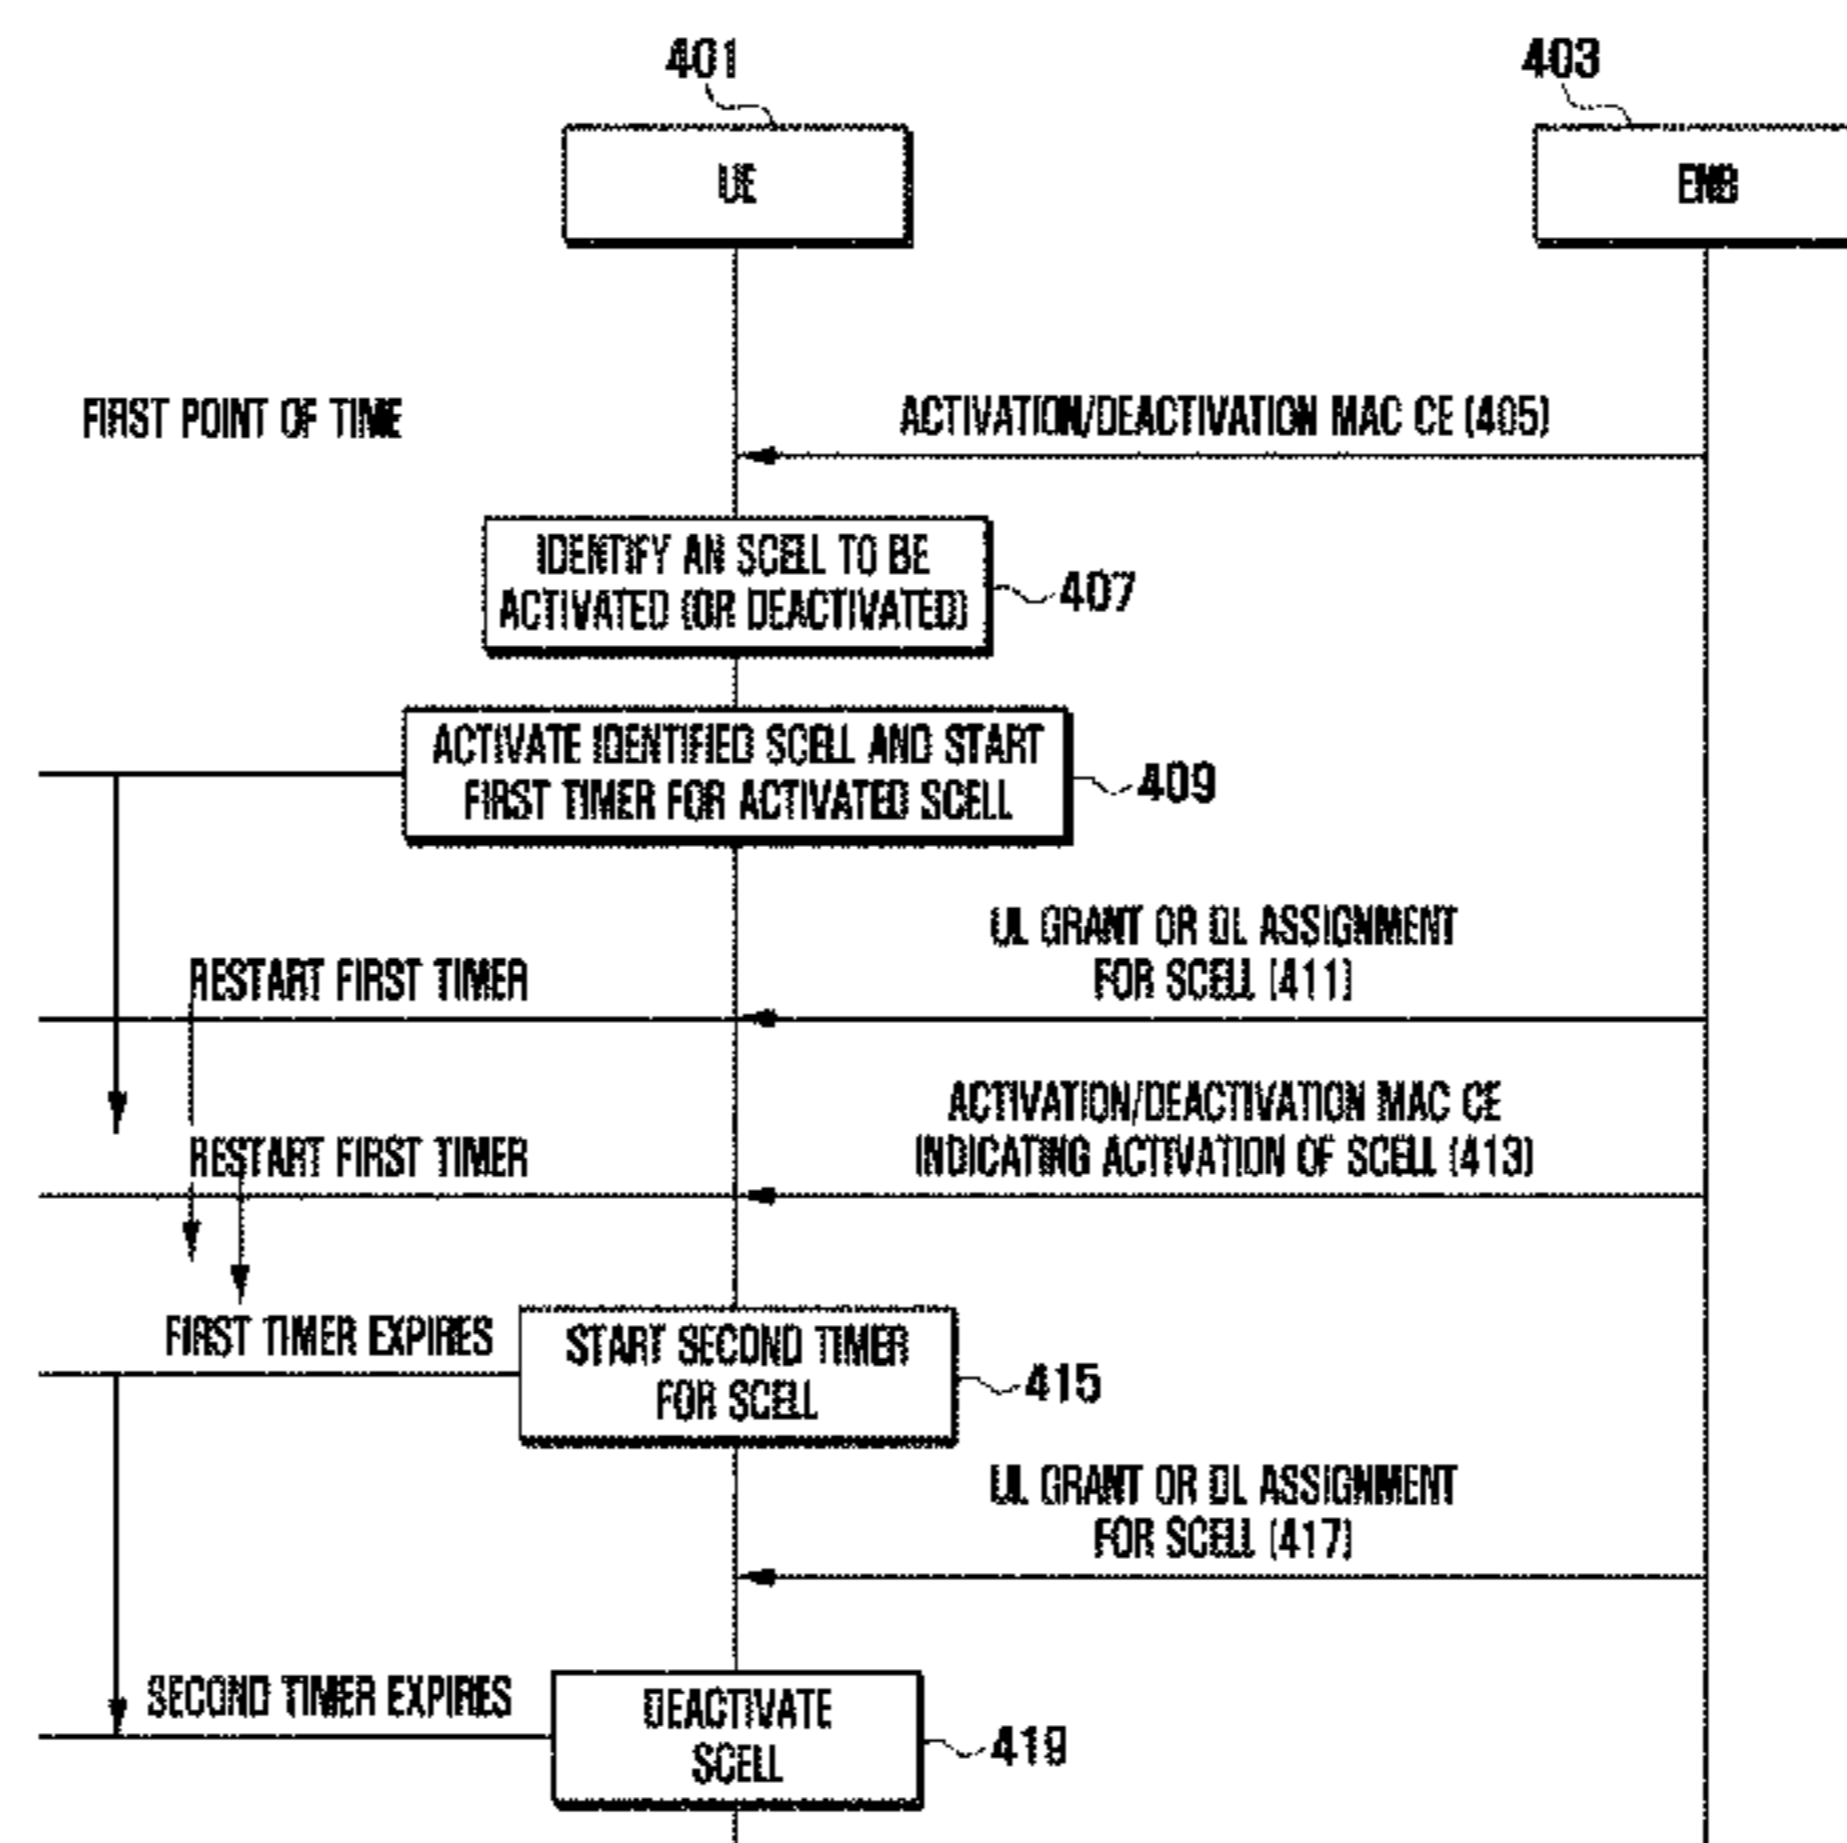 401
403
UE
ENB
FIRST POINT OF TIME
ACTIVATION/DEACTIVATION MAC CE (405)
IDENTIFY AN SCELL TO BE
ACTIVATED (OR DEACTIVATED)
407
ACTIVATE IDENTIFIED SCELL AND START
FIRST TIMER FOR ACTIVATED SCELL
409
UL GRANT OR DL ASSIGNMENT
FOR SCELL (411)
RESTART FIRST TIMER
ACTIVATION/DEACTIVATION MAC CE
INDICATING ACTIVATION OF SCELL (413)
RESTART FIRST TIMER
FIRST TIMER EXPIRES
START SECOND TIMER
FOR SCELL
415
UL GRANT OR DL ASSIGNMENT
FOR SCELL (417)
SECOND TIMER EXPIRES
DEACTIVATE
SCELL
419